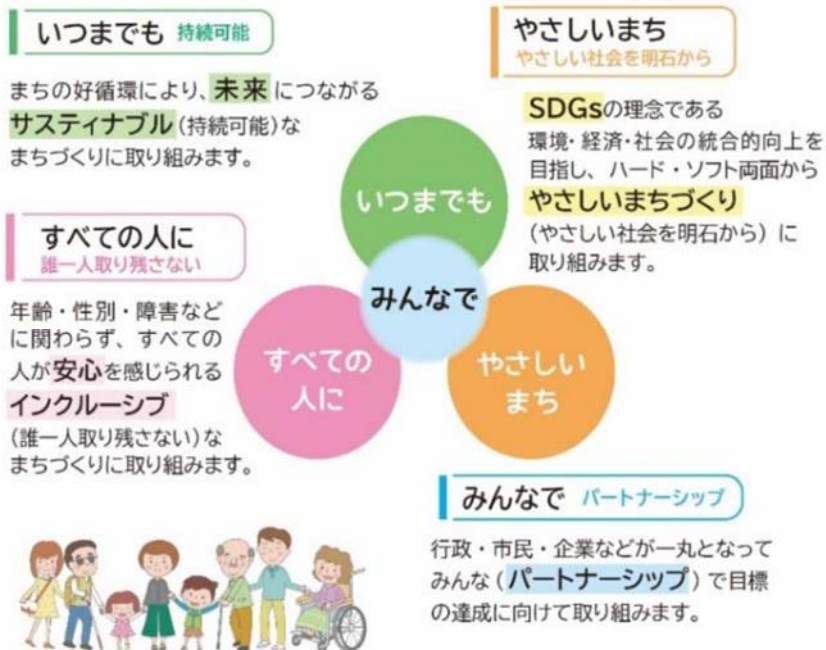 いつまでも 持続可能
まちの好循環により、未来につながる
サスティナブル(持続可能)な
まちづくりに取り組みます。
やさしいまち
やさしい社会を明石から
SDGsの理念である
環境・経済・社会の統合的向上を
目指し、ハード・ソフト両面から
やさしいまちづくり
(やさしい社会を明石から)に
取り組みます。
すべての人に
誰一人取り残さない
年齢・性別・障害など
に関わらず、すべての
人が安心を感じられる
インクルーシブ
(誰一人取り残さない)な
まちづくりに取り組みます。
いつまでも
みんなで
すべての
人に
やさしい
まち
みんなで パートナーシップ
行政・市民・企業などが一丸となって
みんな(パートナーシップ)で目標
の達成に向けて取り組みます。